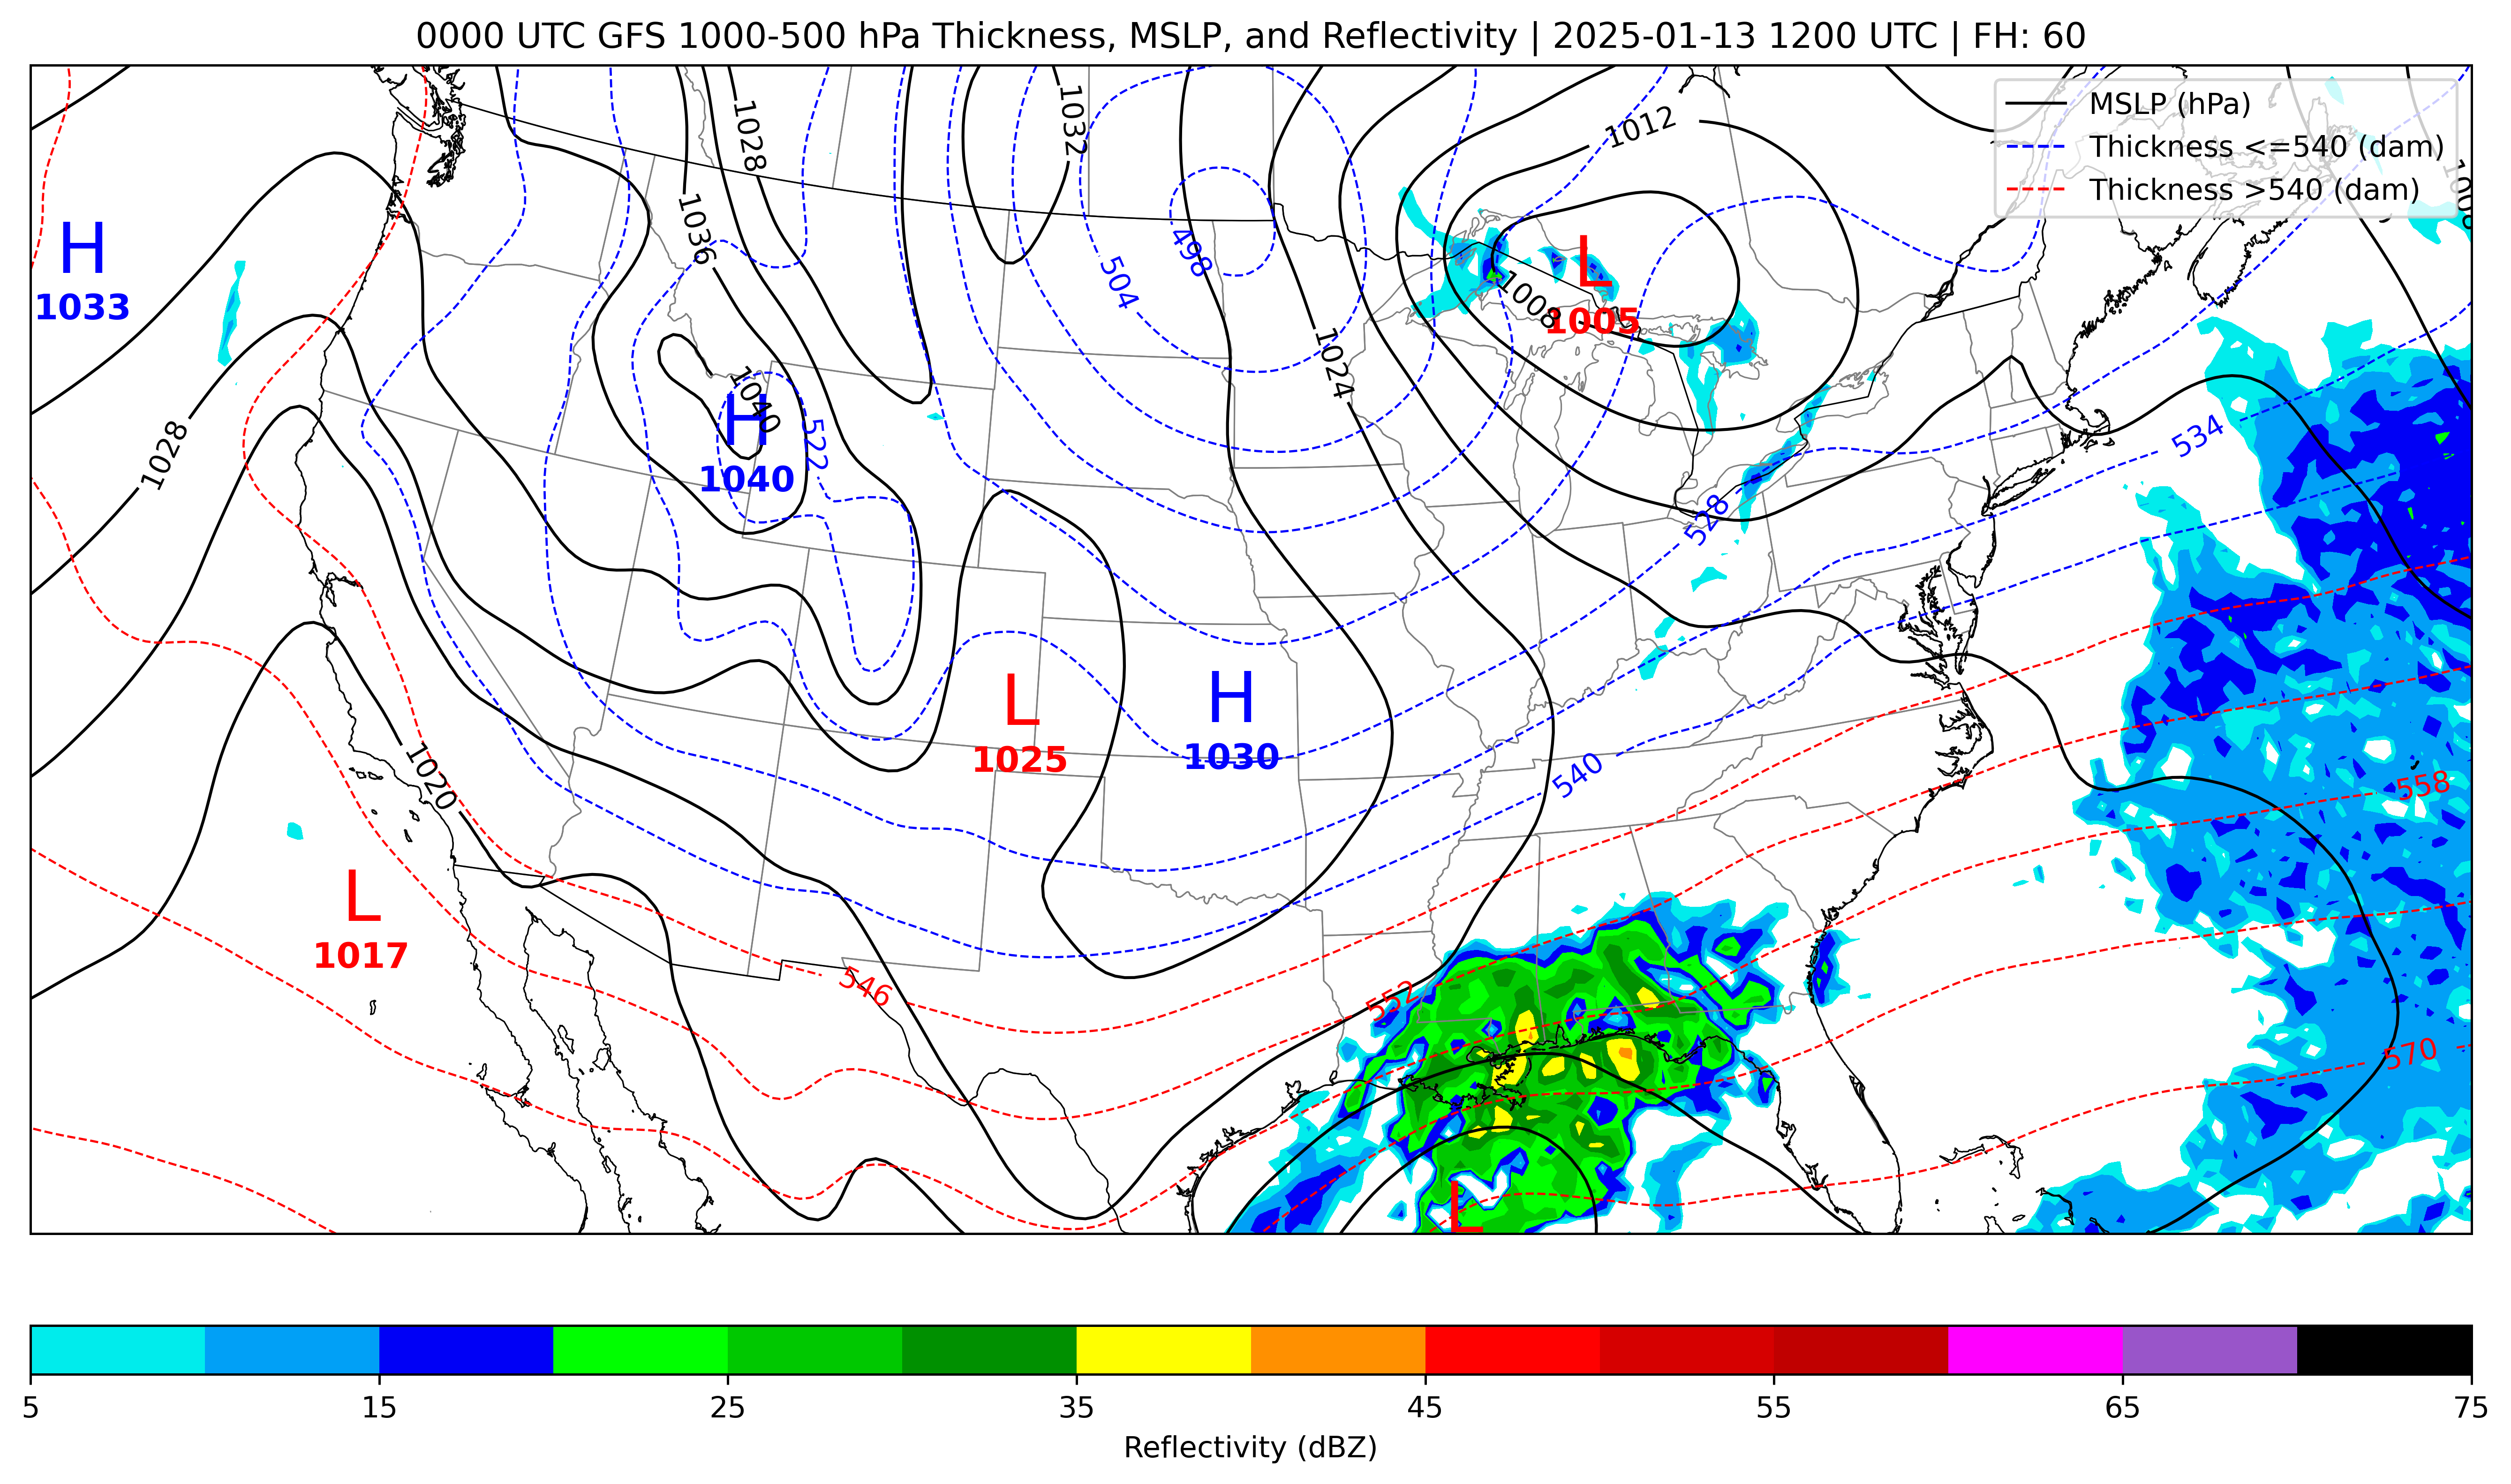 0000 UTC GFS 1000-500 hPa Thickness, MSLP, and Reflectivity | 2025-01-13 1200 UTC | FH: 60
MSLP (hPa)
Thickness <=540 (dam)
Thickness >540 (dam)
1028
1032
1012
1036
H
1033
498
504
L
1008
1005
1024
1040
H
1040
522
1028
534
528
L
1025
H
1030
1020
540
558
L
1017
546
552
570
L
5
15
25
35
45
55
65
75
Reflectivity (dBZ)